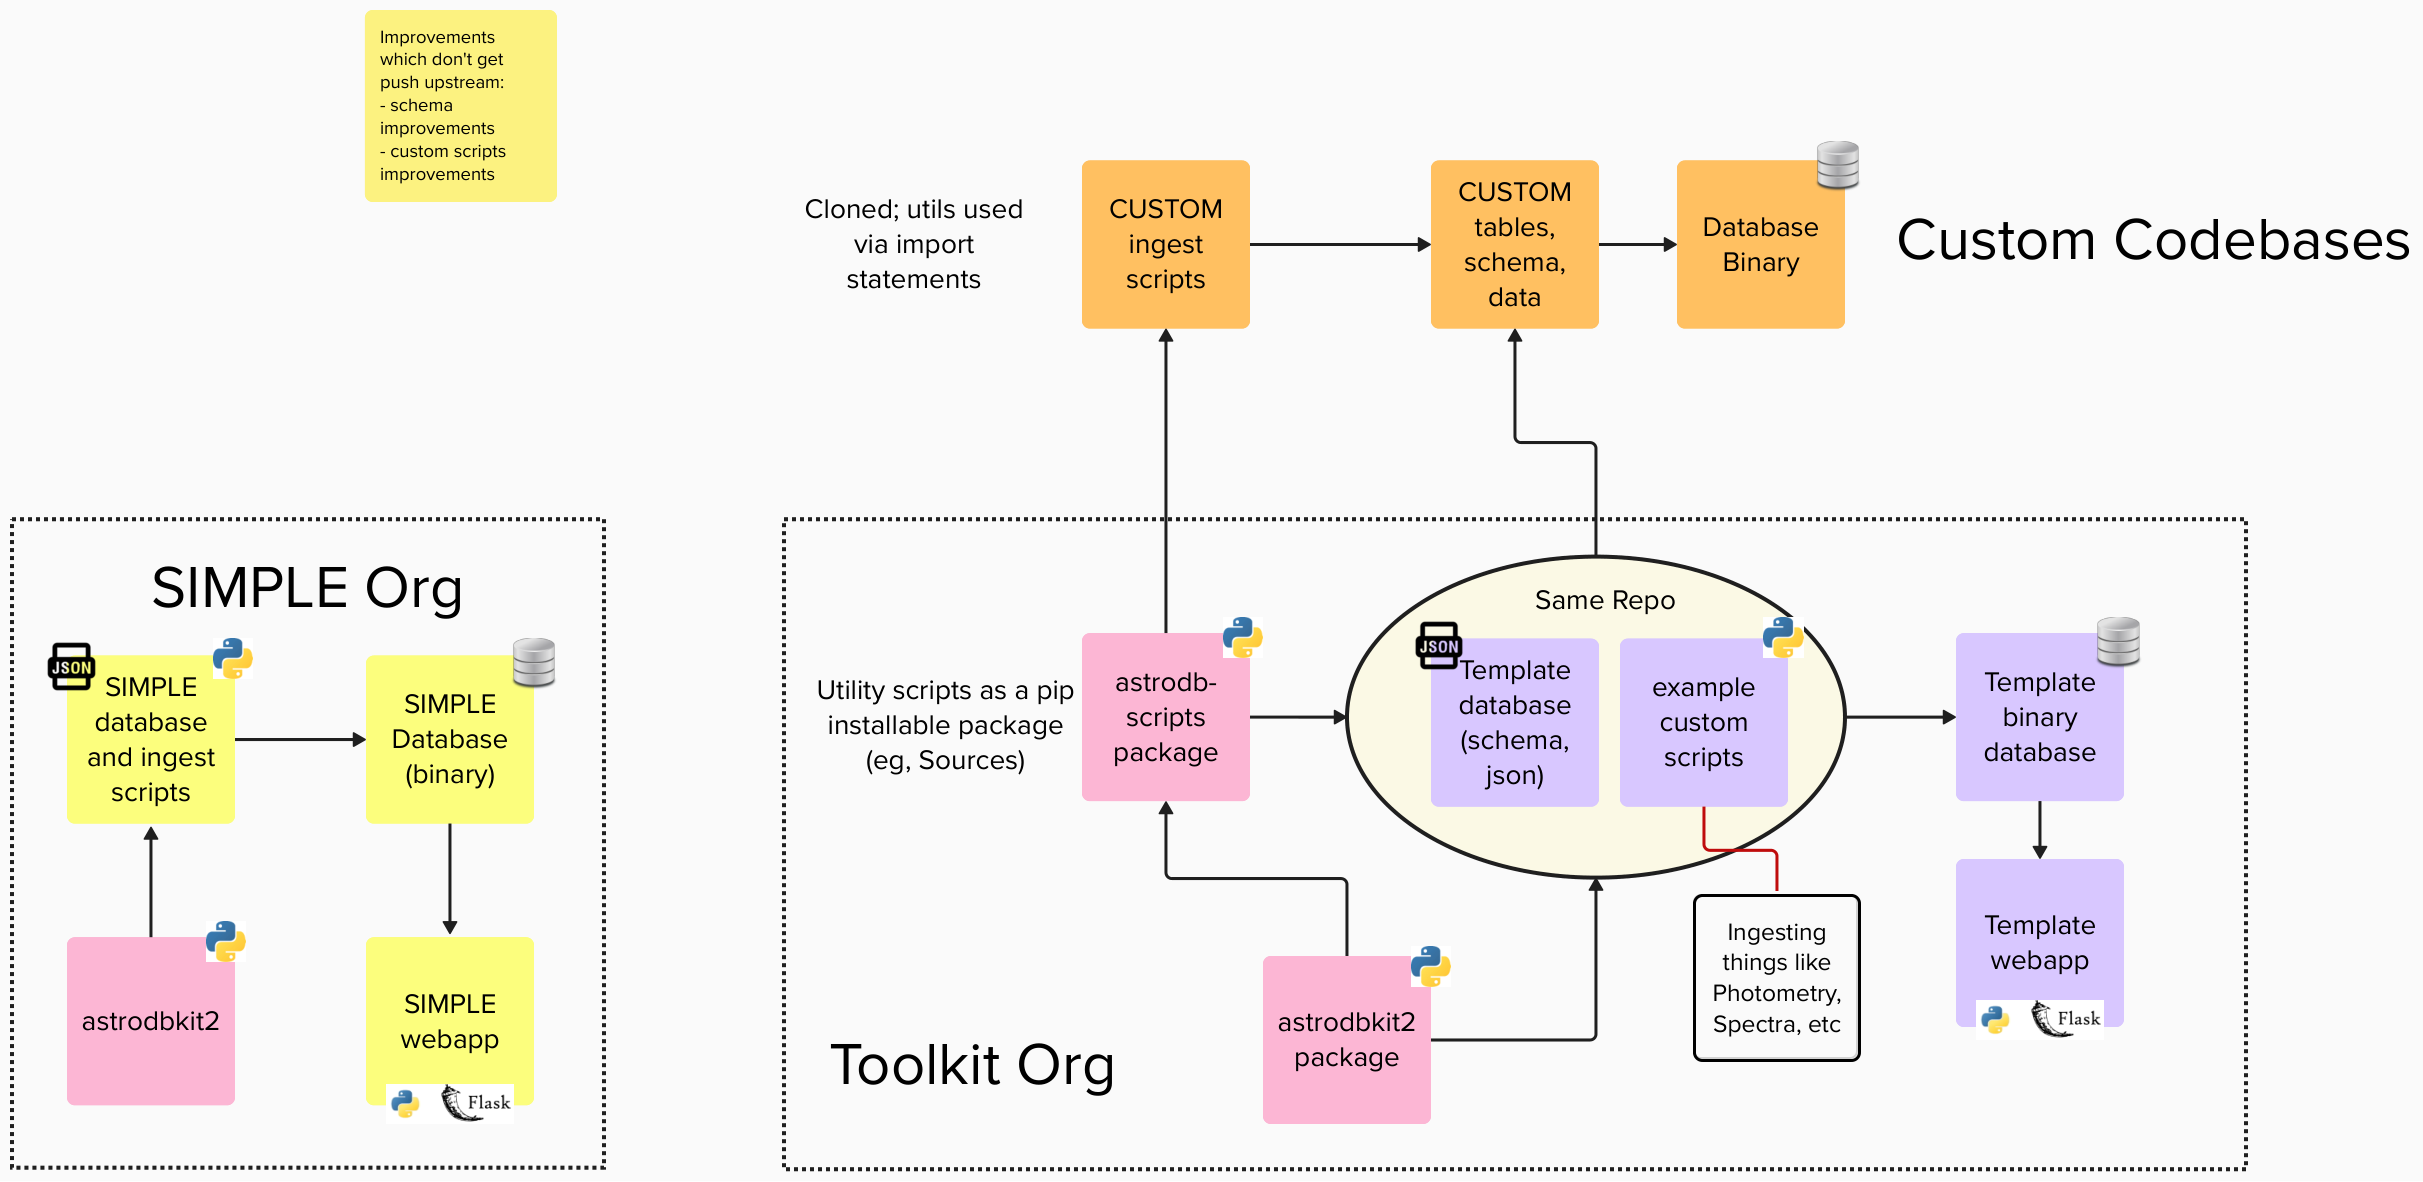 Improvements
which don't get
push upstream:
- schema
improvements
- custom scripts
improvements
Cloned; utils used
via import
statements
CUSTOM
ingest
scripts
CUSTOM
tables,
schema,
data
Database
Binary
Custom Codebases
SIMPLE Org
JSON
SIMPLE
database
and ingest
scripts
SIMPLE
Database
(binary)
astrodbkit2
SIMPLE
webapp
Flask
Utility scripts as a pip
installable package
(eg, Sources)
astrodb-
scripts
package
Same Repo
JSON
Template
database
(schema,
json)
example
custom
scripts
Template
binary
database
Toolkit Org
astrodbkit2
package
Ingesting
things like
Photometry,
Spectra, etc
Template
webapp
Flask